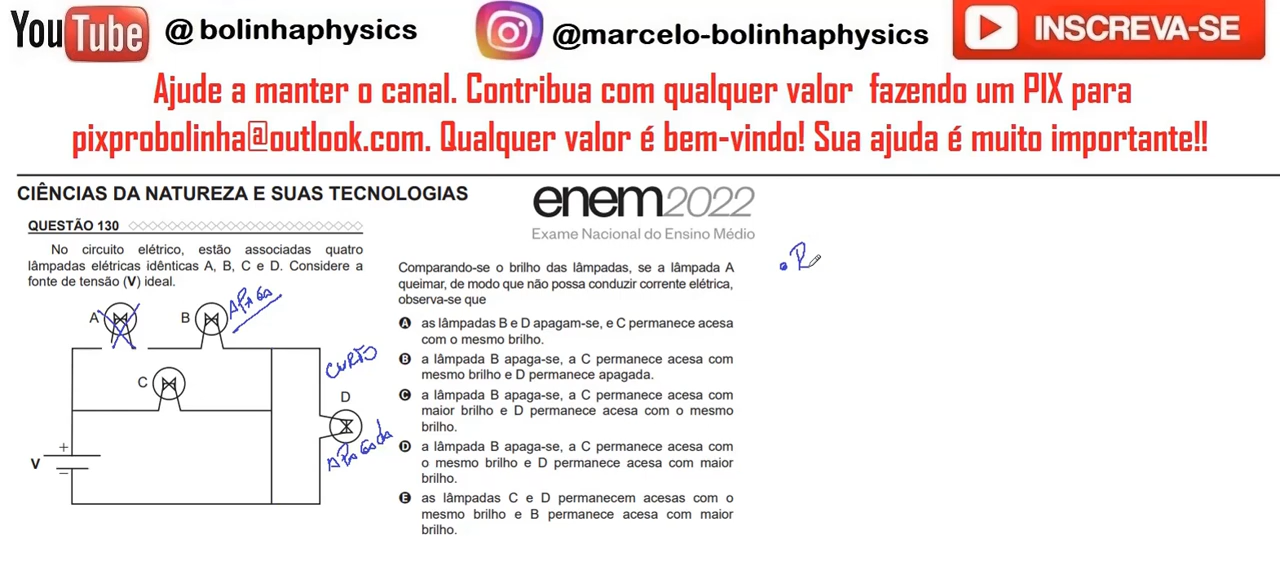 YouTube @bolinhaphysics @marcelo-bolinhaphysics INSCREVA-SE
Ajude a manter o canal. Contribua com qualquer valor fazendo um PIX para
pixprobolinha@outlook.com. Qualquer valor é bem-vindo! Sua ajuda é muito importante!!
CIÊNCIAS DA NATUREZA E SUAS TECNOLOGIAS
enem2022
Exame Nacional do Ensino Médio
QUESTÃO 130
No circuito elétrico, estão associadas quatro
lâmpadas elétricas idênticas A, B, C e D. Considere a
fonte de tensão (V) ideal.
A
B
APAGA
C
CURTO
D
APAGada
+
V
−
Comparando-se o brilho das lâmpadas, se a lâmpada A
queimar, de modo que não possa conduzir corrente elétrica,
observa-se que
A as lâmpadas B e D apagam-se, e C permanece acesa
com o mesmo brilho.
B a lâmpada B apaga-se, a C permanece acesa com
mesmo brilho e D permanece apagada.
C a lâmpada B apaga-se, a C permanece acesa com
maior brilho e D permanece acesa com o mesmo
brilho.
D a lâmpada B apaga-se, a C permanece acesa com
o mesmo brilho e D permanece acesa com maior
brilho.
E as lâmpadas C e D permanecem acesas com o
mesmo brilho e B permanece acesa com maior
brilho.